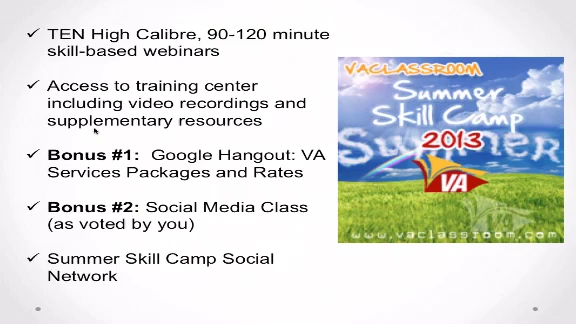 TEN High Calibre, 90-120 minute
skill-based webinars
Access to training center
including video recordings and
supplementary resources
Bonus #1: Google Hangout: VA
Services Packages and Rates
Bonus #2: Social Media Class
(as voted by you)
Summer Skill Camp Social
Network
VACLASSROOM
Summer
Skill Camp
2013
Summer
VA
VA
www.vaclassroom.com